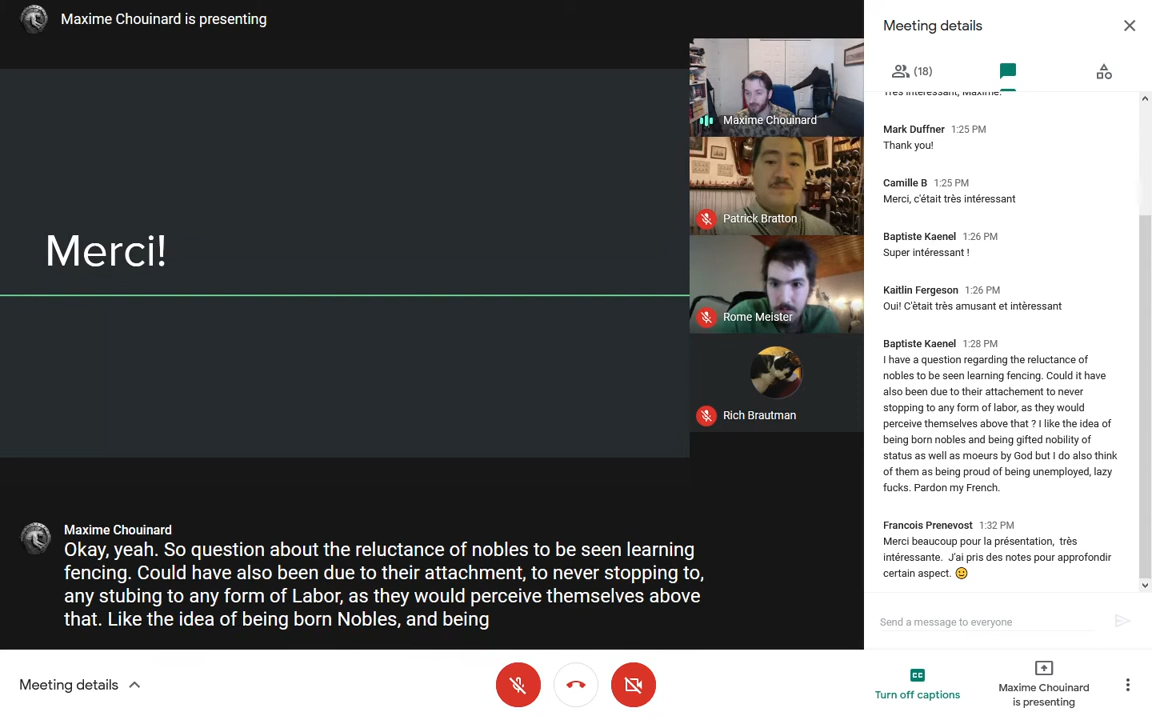 Maxime Chouinard is presenting
Merci!
Maxime Chouinard
Patrick Bratton
Rome Meister
Rich Brautman
Maxime Chouinard
Okay, yeah. So question about the reluctance of nobles to be seen learning
fencing. Could have also been due to their attachment, to never stopping to,
any stubing to any form of Labor, as they would perceive themselves above
that. Like the idea of being born Nobles, and being
Meeting details
Meeting details
(18)
Très intéressant, Maxime!
Mark Duffner 1:25 PM
Thank you!
Camille B 1:25 PM
Merci, c'était très intéressant
Baptiste Kaenel 1:26 PM
Super intéressant !
Kaitlin Fergeson 1:26 PM
Oui! C'ètait très amusant et intèressant
Baptiste Kaenel 1:28 PM
I have a question regarding the reluctance of
nobles to be seen learning fencing. Could it have
also been due to their attachement to never
stopping to any form of labor, as they would
perceive themselves above that ? I like the idea of
being born nobles and being gifted nobility of
status as well as moeurs by God but I do also think
of them as being proud of being unemployed, lazy
fucks. Pardon my French.
Francois Prenevost 1:32 PM
Merci beaucoup pour la présentation, très
intéressante. J'ai pris des notes pour approfondir
certain aspect. 🙂
Send a message to everyone
CC
Turn off captions
Maxime Chouinard
is presenting